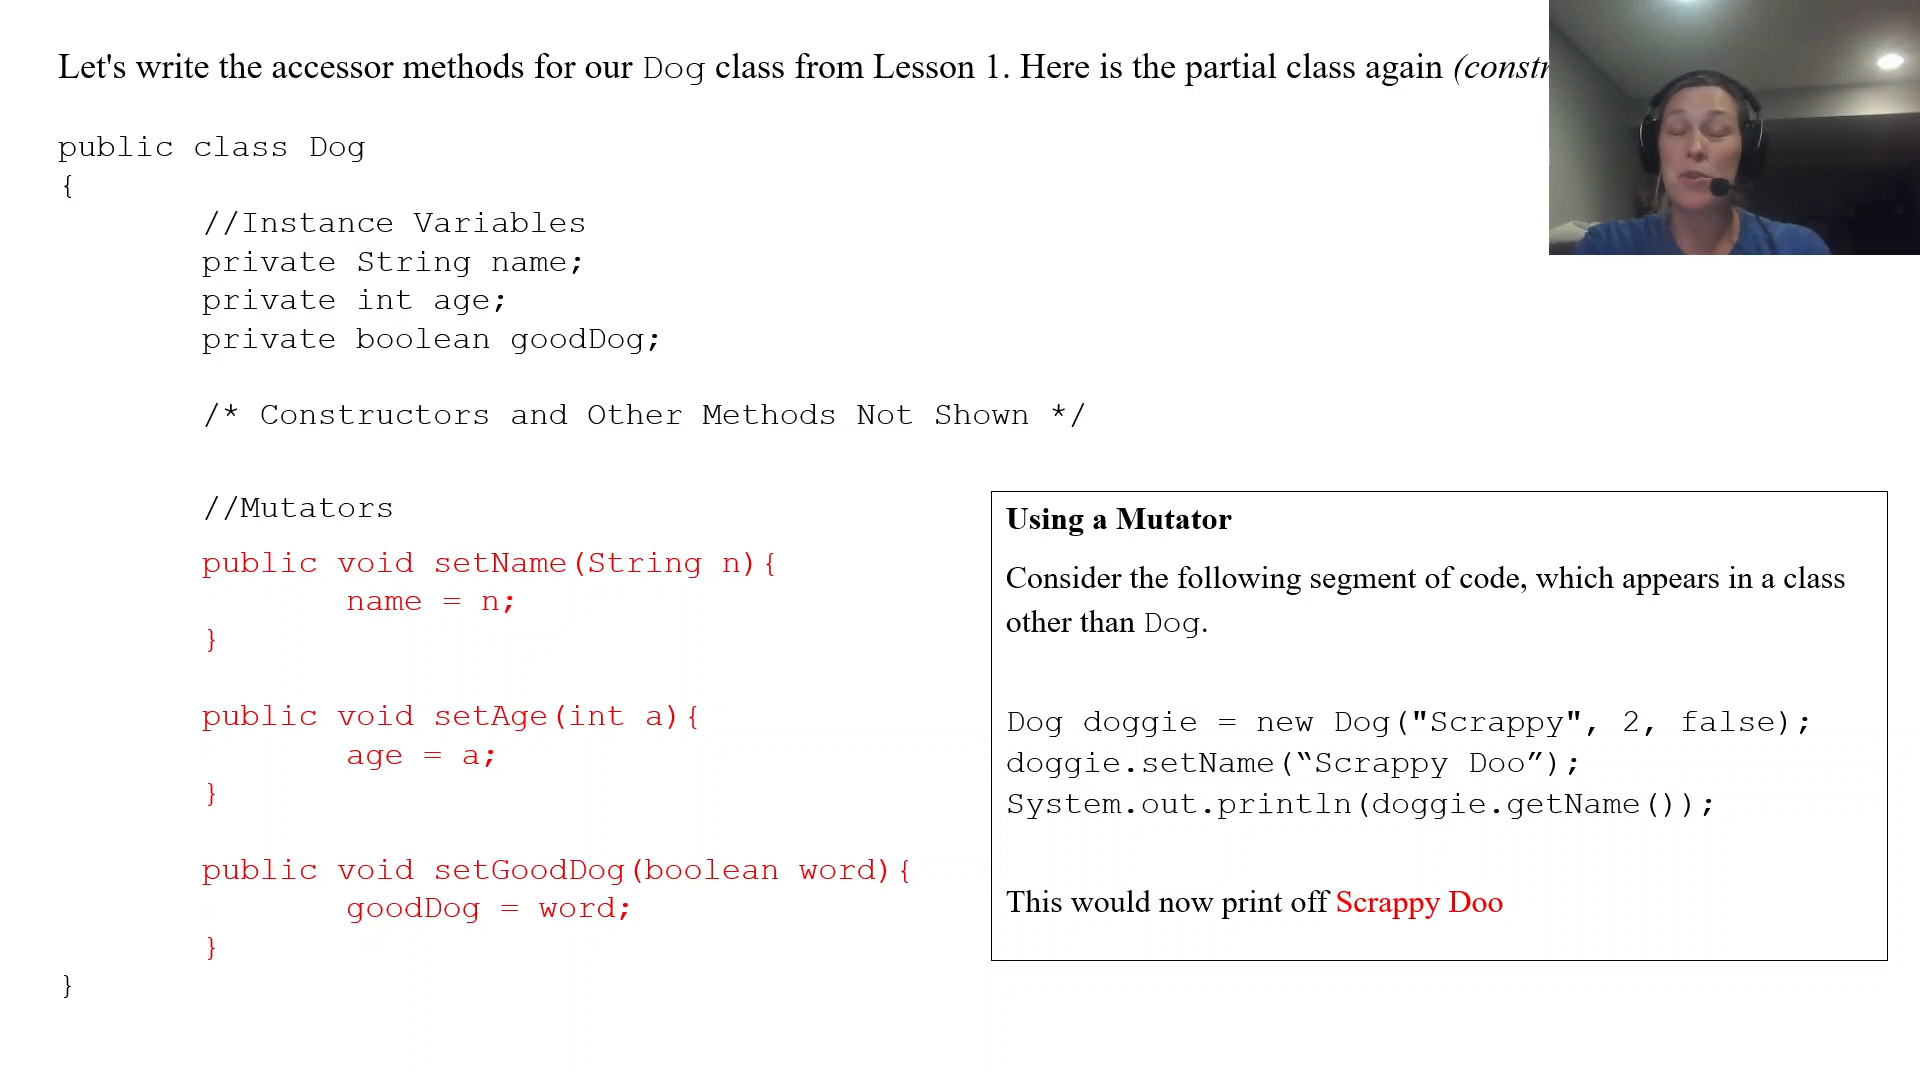 Let's write the accessor methods for our Dog class from Lesson 1. Here is the partial class again
public class Dog
{
//Instance Variables
private String name;
private int age;
private boolean goodDog;
/* Constructors and Other Methods Not Shown */
//Mutators
public void setName(String n){
name = n;
}
public void setAge(int a){
age = a;
}
public void setGoodDog(boolean word){
goodDog = word;
}
}
Using a Mutator
Consider the following segment of code, which appears in a class
other than Dog.
Dog doggie = new Dog("Scrappy", 2, false);
doggie.setName(“Scrappy Doo”);
System.out.println(doggie.getName());
This would now print off Scrappy Doo